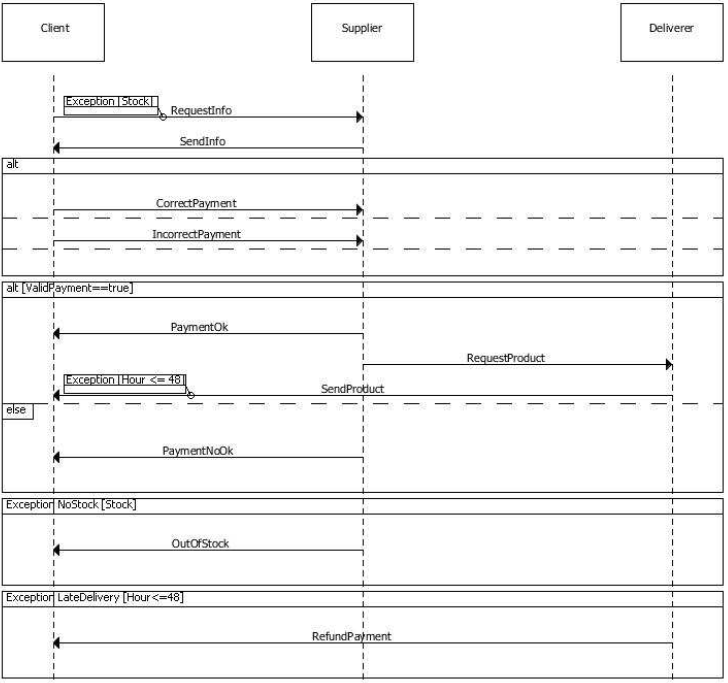 Client
Supplier
Deliverer
Exception [Stock]
RequestInfo
SendInfo
alt
CorrectPayment
IncorrectPayment
alt [ValidPayment==true]
PaymentOk
RequestProduct
Exception [Hour <= 48]
SendProduct
else
PaymentNoOk
Exception NoStock [Stock]
OutOfStock
Exception LateDelivery [Hour<=48]
RefundPayment